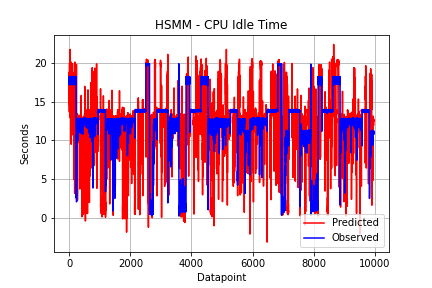 HSMM - CPU Idle Time
Seconds
20
15
10
5
0
0
2000
4000
6000
8000
10000
Datapoint
Predicted
Observed